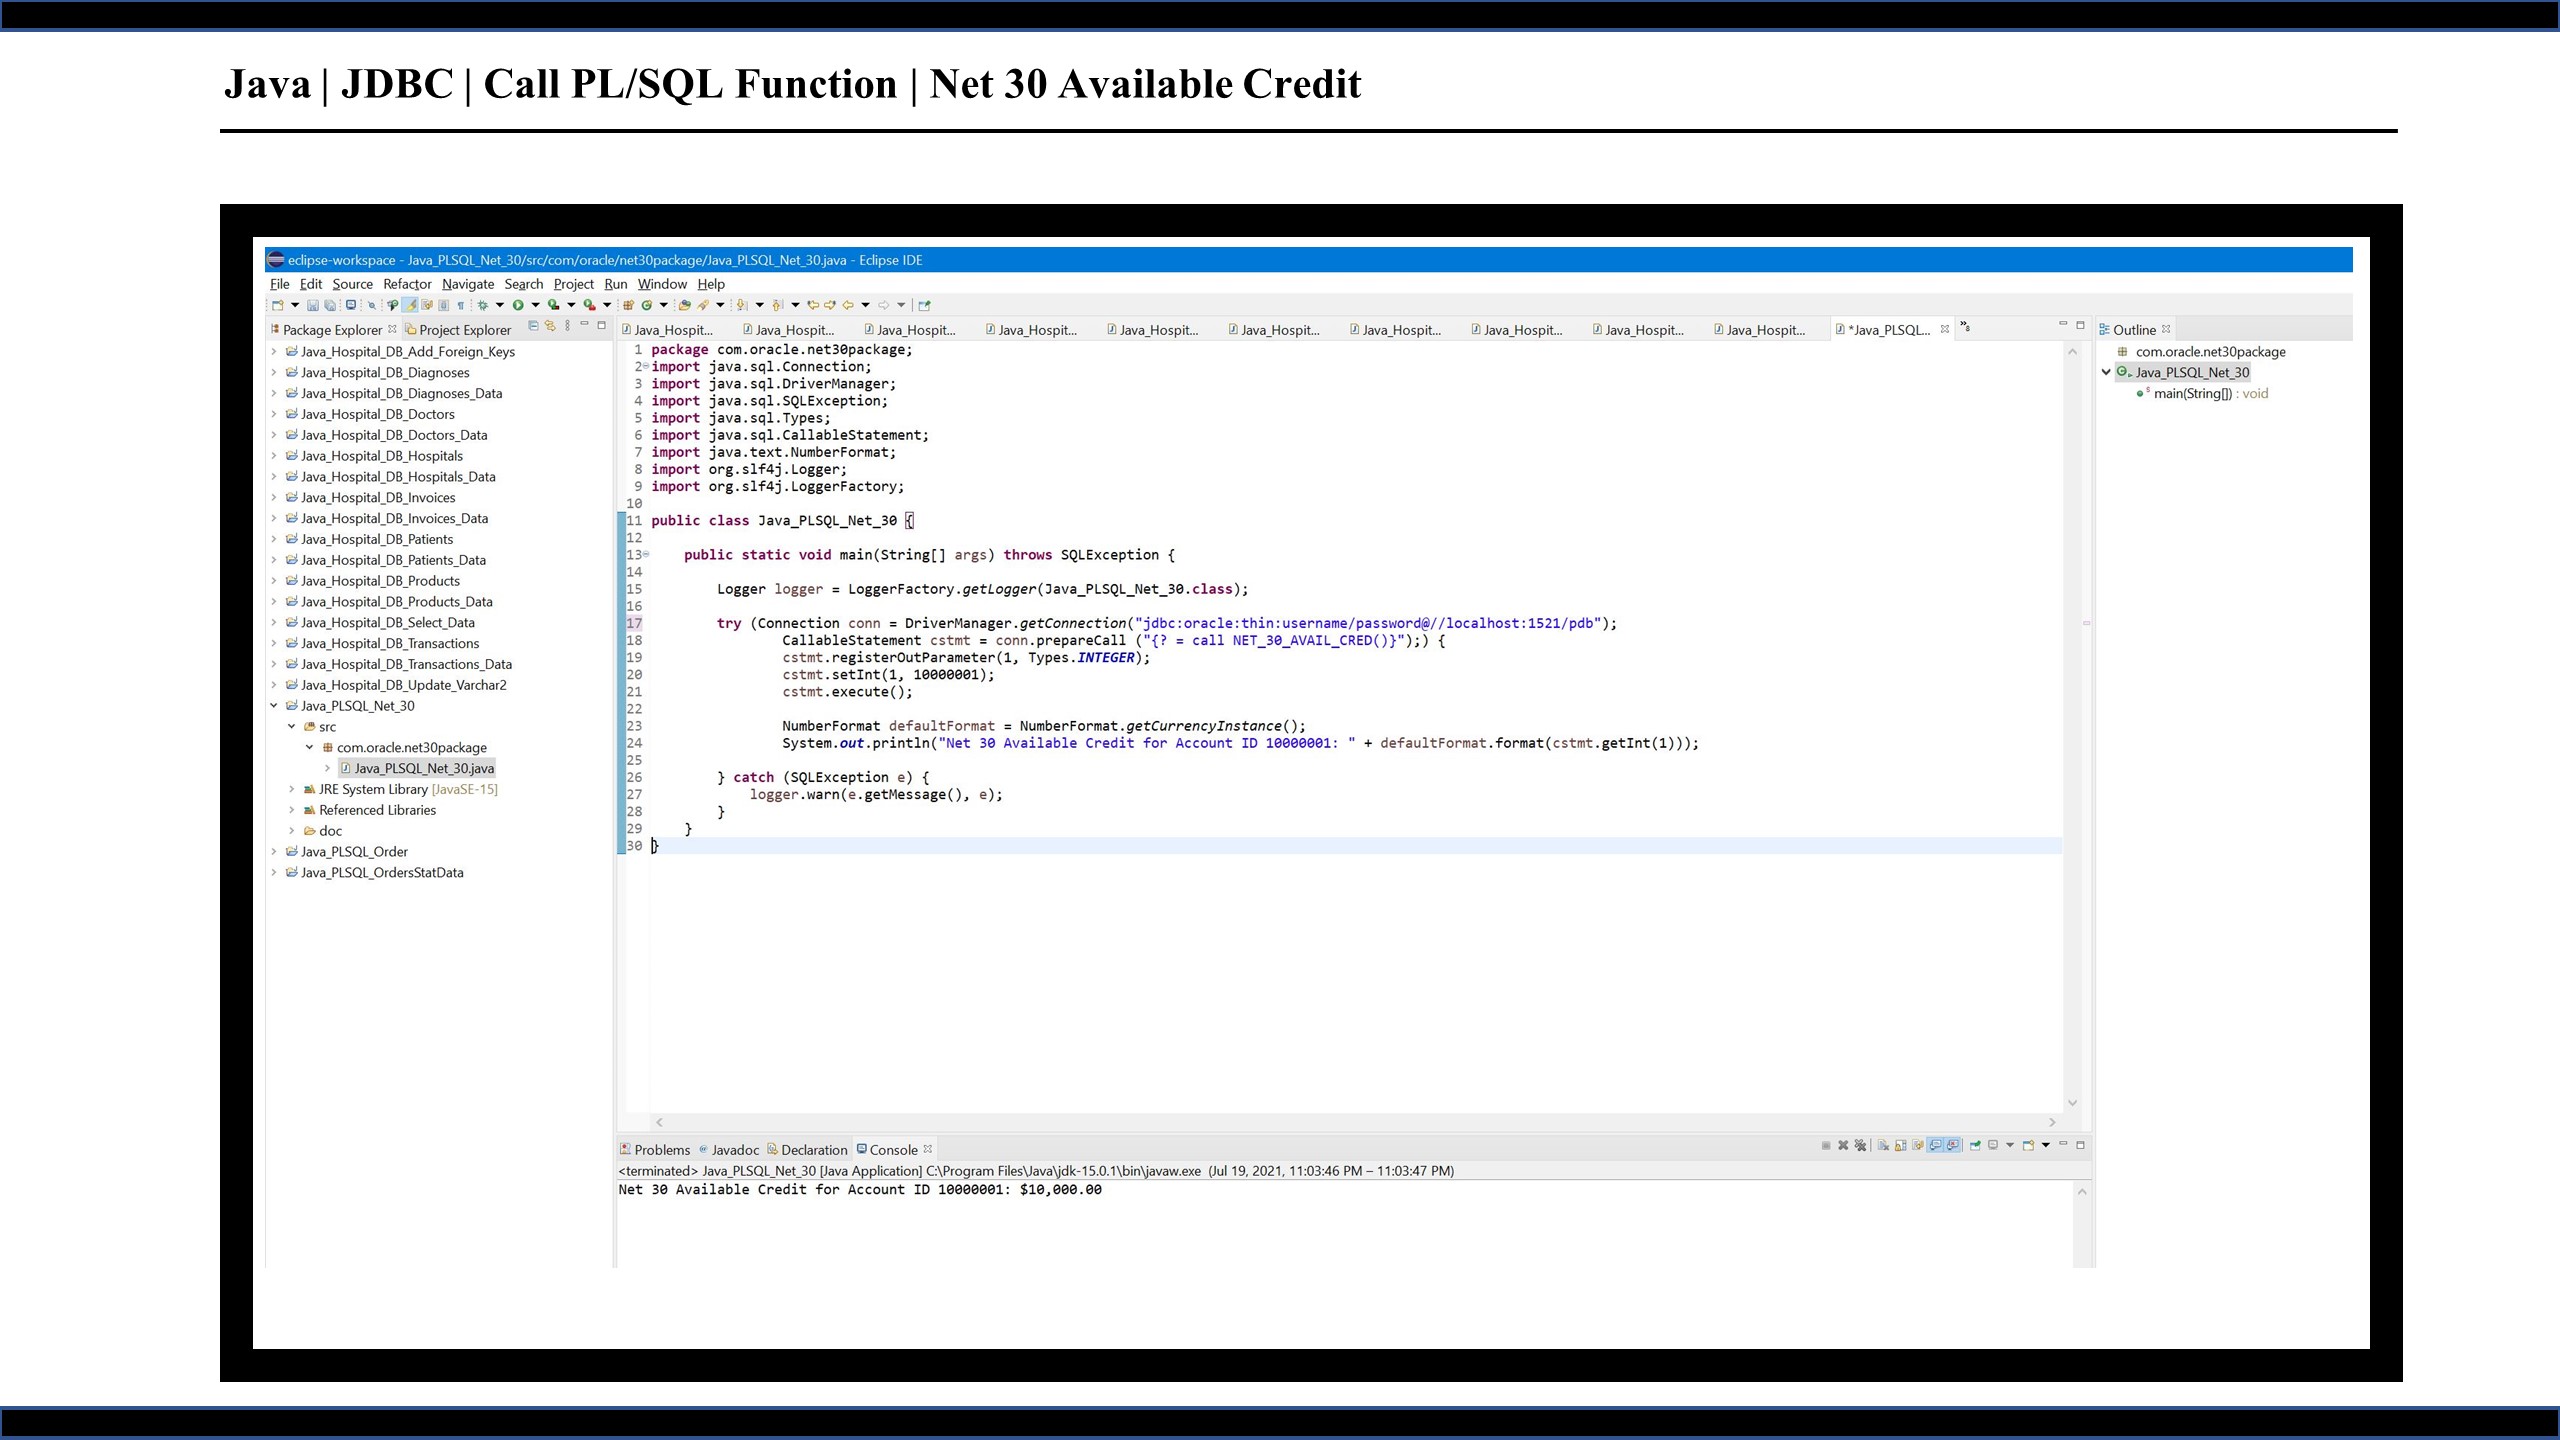 Java | JDBC | Call PL/SQL Function | Net 30 Available Credit
eclipse-workspace - Java_PLSQL_Net_30/src/com/oracle/net30package/Java_PLSQL_Net_30.java - Eclipse IDE
File Edit Source Refactor Navigate Search Project Run Window Help
Package Explorer Project Explorer
Java_Hospital_DB_Add_Foreign_Keys
Java_Hospital_DB_Diagnoses
Java_Hospital_DB_Diagnoses_Data
Java_Hospital_DB_Doctors
Java_Hospital_DB_Doctors_Data
Java_Hospital_DB_Hospitals
Java_Hospital_DB_Hospitals_Data
Java_Hospital_DB_Invoices
Java_Hospital_DB_Invoices_Data
Java_Hospital_DB_Patients
Java_Hospital_DB_Patients_Data
Java_Hospital_DB_Products
Java_Hospital_DB_Products_Data
Java_Hospital_DB_Select_Data
Java_Hospital_DB_Transactions
Java_Hospital_DB_Transactions_Data
Java_Hospital_DB_Update_Varchar2
Java_PLSQL_Net_30
src
com.oracle.net30package
Java_PLSQL_Net_30.java
JRE System Library [JavaSE-15]
Referenced Libraries
doc
Java_PLSQL_Order
Java_PLSQL_OrdersStatData
Java_Hospit... Java_Hospit... Java_Hospit... Java_Hospit... Java_Hospit... Java_Hospit... Java_Hospit... Java_Hospit... Java_Hospit... Java_Hospit... *Java_PLSQL... »8
1 package com.oracle.net30package;
2 import java.sql.Connection;
3 import java.sql.DriverManager;
4 import java.sql.SQLException;
5 import java.sql.Types;
6 import java.sql.CallableStatement;
7 import java.text.NumberFormat;
8 import org.slf4j.Logger;
9 import org.slf4j.LoggerFactory;
10
11 public class Java_PLSQL_Net_30 {
12
13 public static void main(String[] args) throws SQLException {
14
15 Logger logger = LoggerFactory.getLogger(Java_PLSQL_Net_30.class);
16
17 try (Connection conn = DriverManager.getConnection("jdbc:oracle:thin:username/password@//localhost:1521/pdb");
18 CallableStatement cstmt = conn.prepareCall ("{? = call NET_30_AVAIL_CRED()}");) {
19 cstmt.registerOutParameter(1, Types.INTEGER);
20 cstmt.setInt(1, 10000001);
21 cstmt.execute();
22
23 NumberFormat defaultFormat = NumberFormat.getCurrencyInstance();
24 System.out.println("Net 30 Available Credit for Account ID 10000001: " + defaultFormat.format(cstmt.getInt(1)));
25
26 } catch (SQLException e) {
27 logger.warn(e.getMessage(), e);
28 }
29 }
30 }
Outline
com.oracle.net30package
Java_PLSQL_Net_30
main(String[]) : void
Problems Javadoc Declaration Console
<terminated> Java_PLSQL_Net_30 [Java Application] C:\Program Files\Java\jdk-15.0.1\bin\javaw.exe (Jul 19, 2021, 11:03:46 PM – 11:03:47 PM)
Net 30 Available Credit for Account ID 10000001: $10,000.00